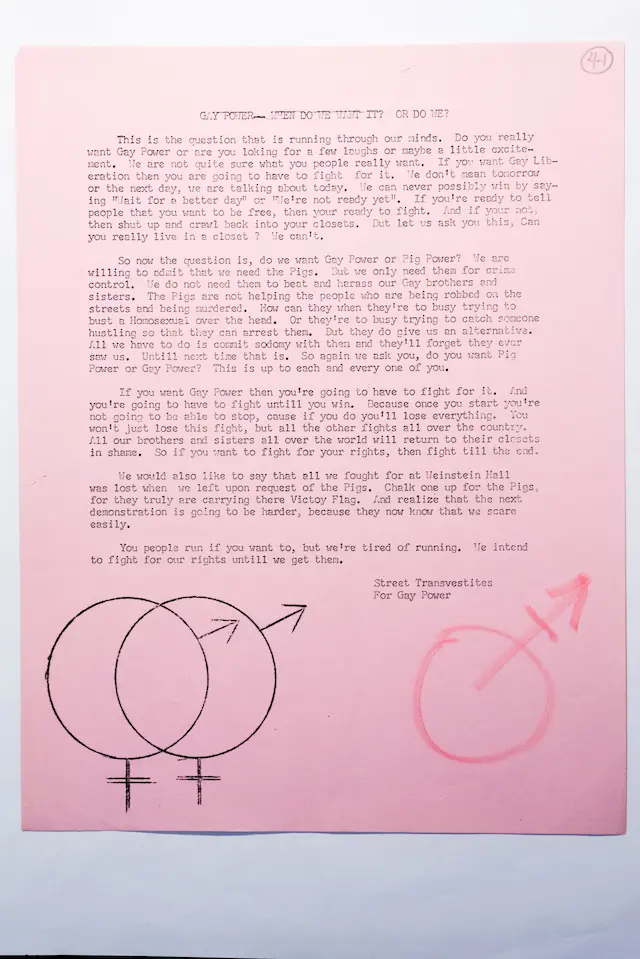 4-1
GAY POWER— WHEN DO WE WANT IT? OR DO WE?
This is the question that is running through our minds. Do you really
want Gay Power or are you loking for a few laughs or maybe a little excite-
ment. We are not quite sure what you people really want. If you want Gay Lib-
eration then you are going to have to fight for it. We don't mean tomorrow
or the next day, we are talking about today. We can never possibly win by say-
ing "Wait for a better day" or "We're not ready yet". If you're ready to tell
people that you want to be free, then your ready to fight. And if your not,
then shut up and crawl back into your closets. But let us ask you this, Can
you really live in a closet ? We can't.
So now the question is, do we want Gay Power or Pig Power? We are
willing to admit that we need the Pigs. But we only need them for crime
control. We do not need them to beat and harass our Gay brothers and
sisters. The Pigs are not helping the people who are being robbed on the
streets and being murdered. How can they when they're to busy trying to
bust a Homosexual over the head. Or they're to busy trying to catch someone
hustling so that they can arrest them. But they do give us an alternative.
All we have to do is commit sodomy with them and they'll forget they ever
saw us. Untill next time that is. So again we ask you, do you want Pig
Power or Gay Power? This is up to each and every one of you.
If you want Gay Power then you're going to have to fight for it. And
you're going to have to fight untill you win. Because once you start you're
not going to be able to stop, cause if you do you'll lose everything. You
won't just lose this fight, but all the other fights all over the country.
All our brothers and sisters all over the world will return to their closets
in shame. So if you want to fight for your rights, then fight till the end.
We would also like to say that all we fought for at Weinstein Hall
was lost when we left upon request of the Pigs. Chalk one up for the Pigs,
for they truly are carrying there Victoy Flag. And realize that the next
demonstration is going to be harder, because they now know that we scare
easily.
You people run if you want to, but we're tired of running. We intend
to fight for our rights untill we get them.
Street Transvestites
For Gay Power